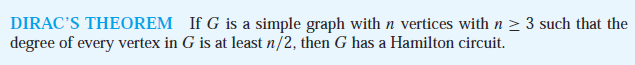 DIRAC’S THEOREM If G is a simple graph with n vertices with n ≥ 3 such that the
degree of every vertex in G is at least n/2, then G has a Hamilton circuit.